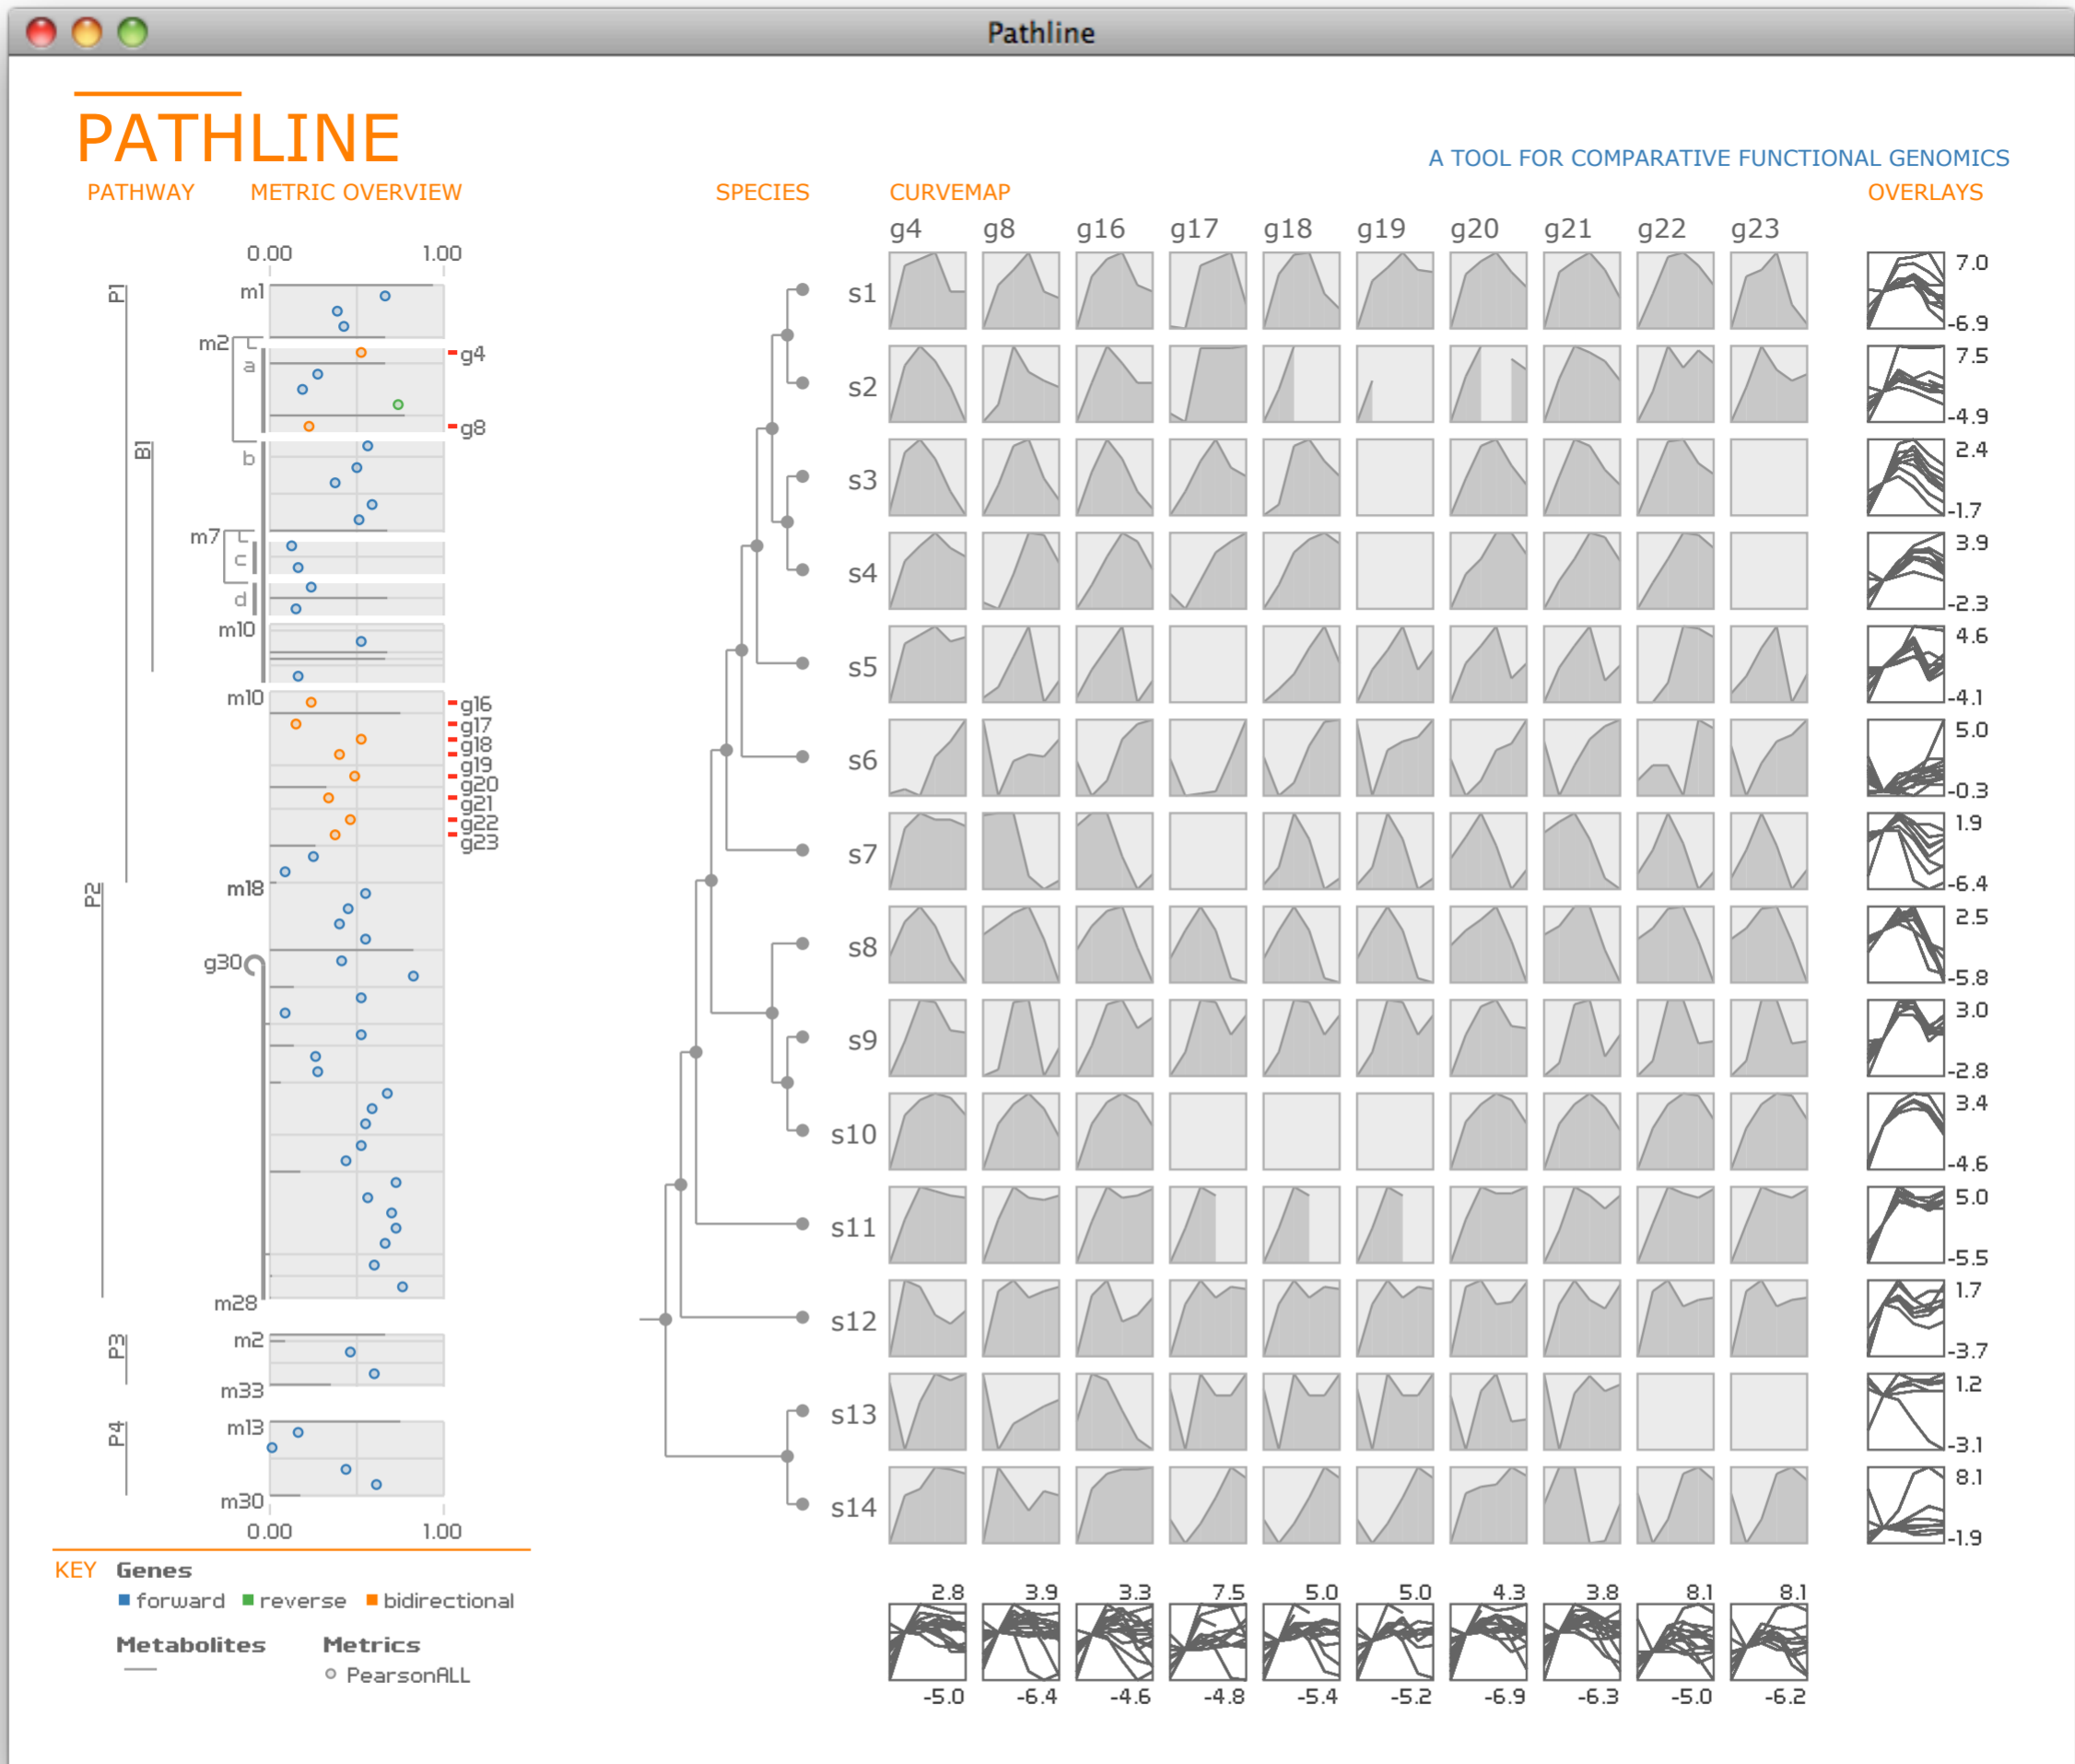 Pathline
PATHLINE
A TOOL FOR COMPARATIVE FUNCTIONAL GENOMICS
PATHWAY METRIC OVERVIEW SPECIES CURVEMAP OVERLAYS
g4 g8 g16 g17 g18 g19 g20 g21 g22 g23
0.00 1.00
P1
m1
m2
a
g4
g8
B1
b
m7
c
d
m10
m10
g16
g17
g18
g19
g20
g21
g22
g23
P2
m18
g30
m28
P3
m2
m33
P4
m13
m30
0.00 1.00
s1 7.0
-6.9
s2 7.5
-4.9
s3 2.4
-1.7
s4 3.9
-2.3
s5 4.6
-4.1
s6 5.0
-0.3
s7 1.9
-6.4
s8 2.5
-5.8
s9 3.0
-2.8
s10 3.4
-4.6
s11 5.0
-5.5
s12 1.7
-3.7
s13 1.2
-3.1
s14 8.1
-1.9
KEY Genes
forward reverse bidirectional
Metabolites Metrics
PearsonALL
2.8 3.9 3.3 7.5 5.0 5.0 4.3 3.8 8.1 8.1
-5.0 -6.4 -4.6 -4.8 -5.4 -5.2 -6.9 -6.3 -5.0 -6.2